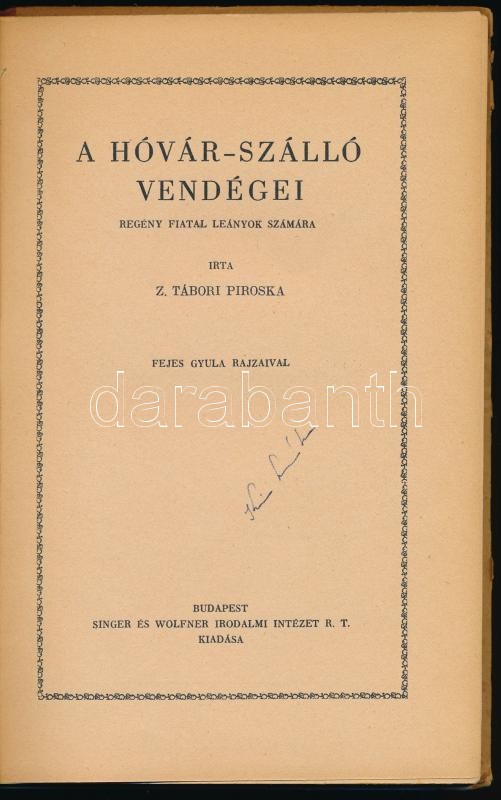 A HÓVÁR-SZÁLLÓ
VENDÉGEI
REGÉNY FIATAL LEÁNYOK SZÁMÁRA
IRTA
Z. TÁBORI PIROSKA
FEJES GYULA RAJZAIVAL
darabanth
BUDAPEST
SINGER ÉS WOLFNER IRODALMI INTÉZET R. T.
KIADÁSA